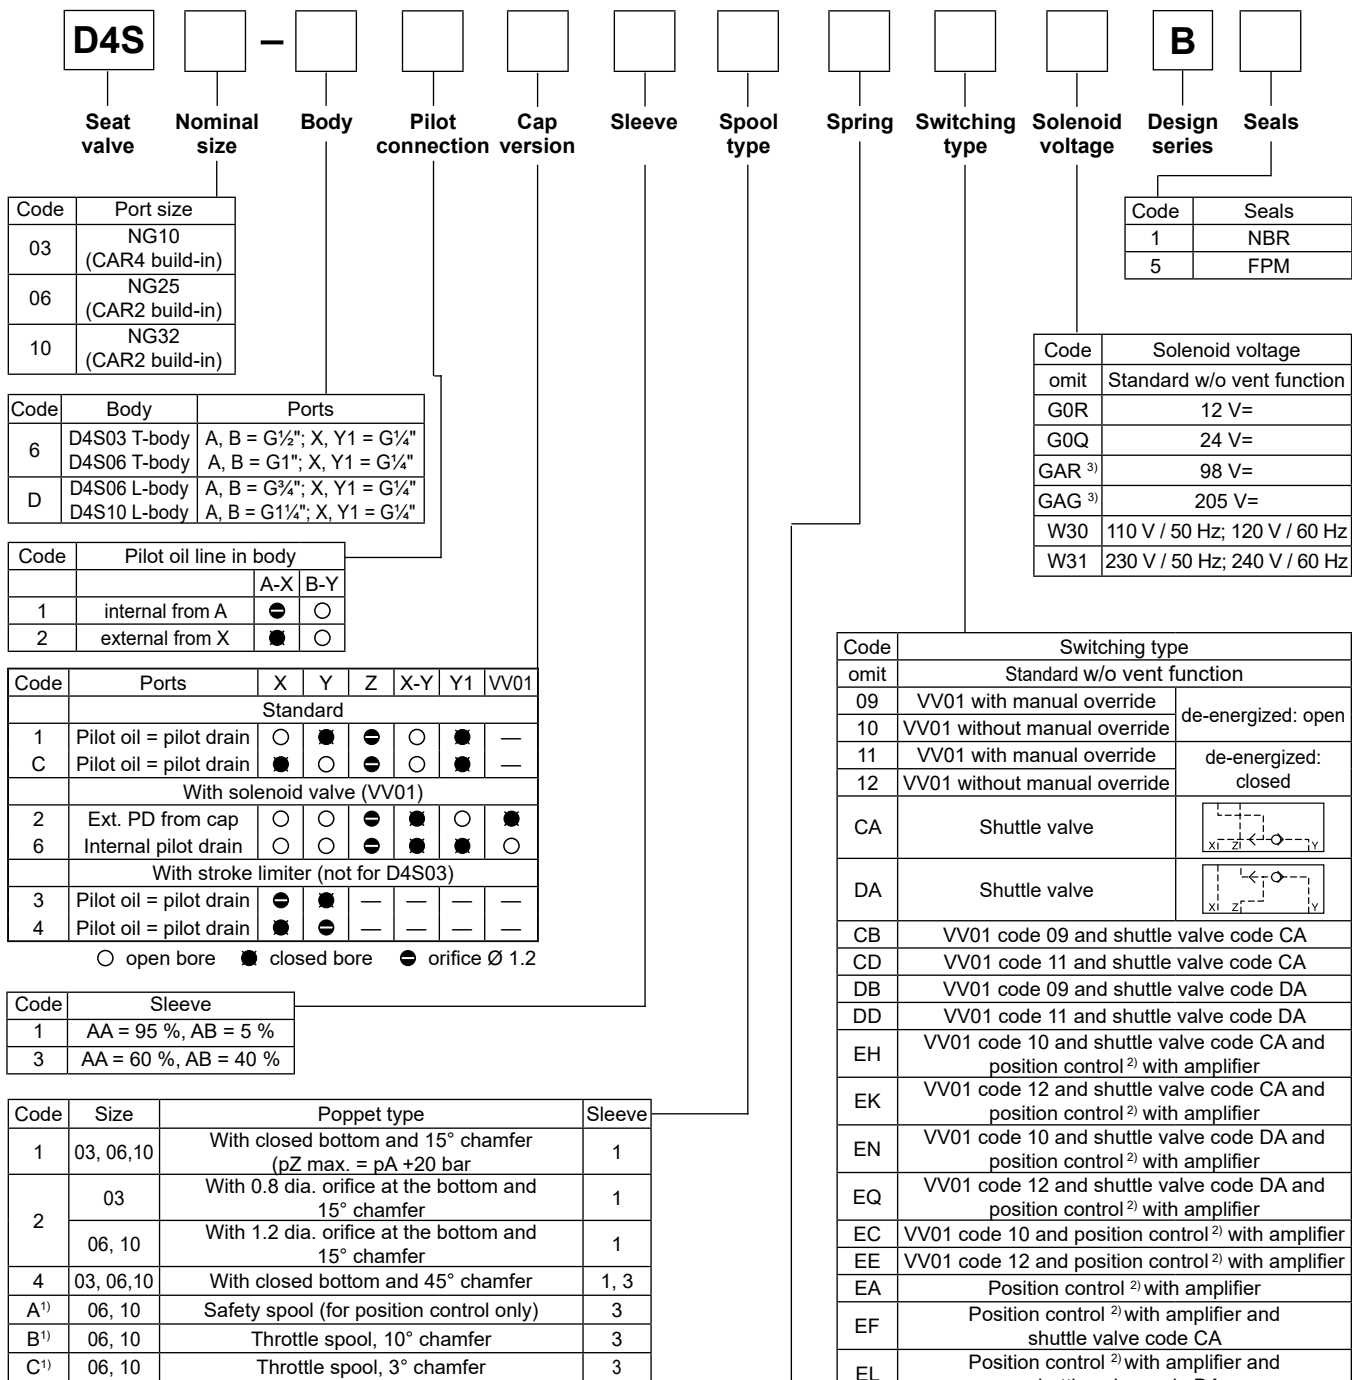 D4S – B
Seat valve
Nominal size
Body
Pilot connection
Cap version
Sleeve
Spool type
Spring
Switching type
Solenoid voltage
Design series
Seals
Code Port size
03 NG10 (CAR4 build-in)
06 NG25 (CAR2 build-in)
10 NG32 (CAR2 build-in)
Code Seals
1 NBR
5 FPM
Code Solenoid voltage
omit Standard w/o vent function
G0R 12 V=
G0Q 24 V=
GAR 3) 98 V=
GAG 3) 205 V=
W30 110 V / 50 Hz; 120 V / 60 Hz
W31 230 V / 50 Hz; 240 V / 60 Hz
Code Body Ports
6 D4S03 T-body A, B = G½"; X, Y1 = G¼"
D4S06 T-body A, B = G1"; X, Y1 = G¼"
D D4S06 L-body A, B = G¾"; X, Y1 = G¼"
D4S10 L-body A, B = G1¼"; X, Y1 = G¼"
Code Pilot oil line in body
A-X B-Y
1 internal from A
2 external from X
Code Ports X Y Z X-Y Y1 VV01
Standard
1 Pilot oil = pilot drain —
C Pilot oil = pilot drain —
With solenoid valve (VV01)
2 Ext. PD from cap
6 Internal pilot drain
With stroke limiter (not for D4S03)
3 Pilot oil = pilot drain — — — —
4 Pilot oil = pilot drain — — — —
open bore closed bore orifice Ø 1.2
Code Sleeve
1 AA = 95 %, AB = 5 %
3 AA = 60 %, AB = 40 %
Code Size Poppet type Sleeve
1 03, 06,10 With closed bottom and 15° chamfer (pZ max. = pA +20 bar 1
2 03 With 0.8 dia. orifice at the bottom and 15° chamfer 1
06, 10 With 1.2 dia. orifice at the bottom and 15° chamfer 1
4 03, 06,10 With closed bottom and 45° chamfer 1, 3
A1) 06, 10 Safety spool (for position control only) 3
B1) 06, 10 Throttle spool, 10° chamfer 3
C1) 06, 10 Throttle spool, 3° chamfer 3
Code Switching type
omit Standard w/o vent function
09 VV01 with manual override de-energized: open
10 VV01 without manual override
11 VV01 with manual override de-energized: closed
12 VV01 without manual override
CA Shuttle valve X Z Y
DA Shuttle valve X Z Y
CB VV01 code 09 and shuttle valve code CA
CD VV01 code 11 and shuttle valve code CA
DB VV01 code 09 and shuttle valve code DA
DD VV01 code 11 and shuttle valve code DA
EH VV01 code 10 and shuttle valve code CA and position control 2) with amplifier
EK VV01 code 12 and shuttle valve code CA and position control 2) with amplifier
EN VV01 code 10 and shuttle valve code DA and position control 2) with amplifier
EQ VV01 code 12 and shuttle valve code DA and position control 2) with amplifier
EC VV01 code 10 and position control 2) with amplifier
EE VV01 code 12 and position control 2) with amplifier
EA Position control 2) with amplifier
EF Position control 2) with amplifier and shuttle valve code CA
EL Position control 2) with amplifier and